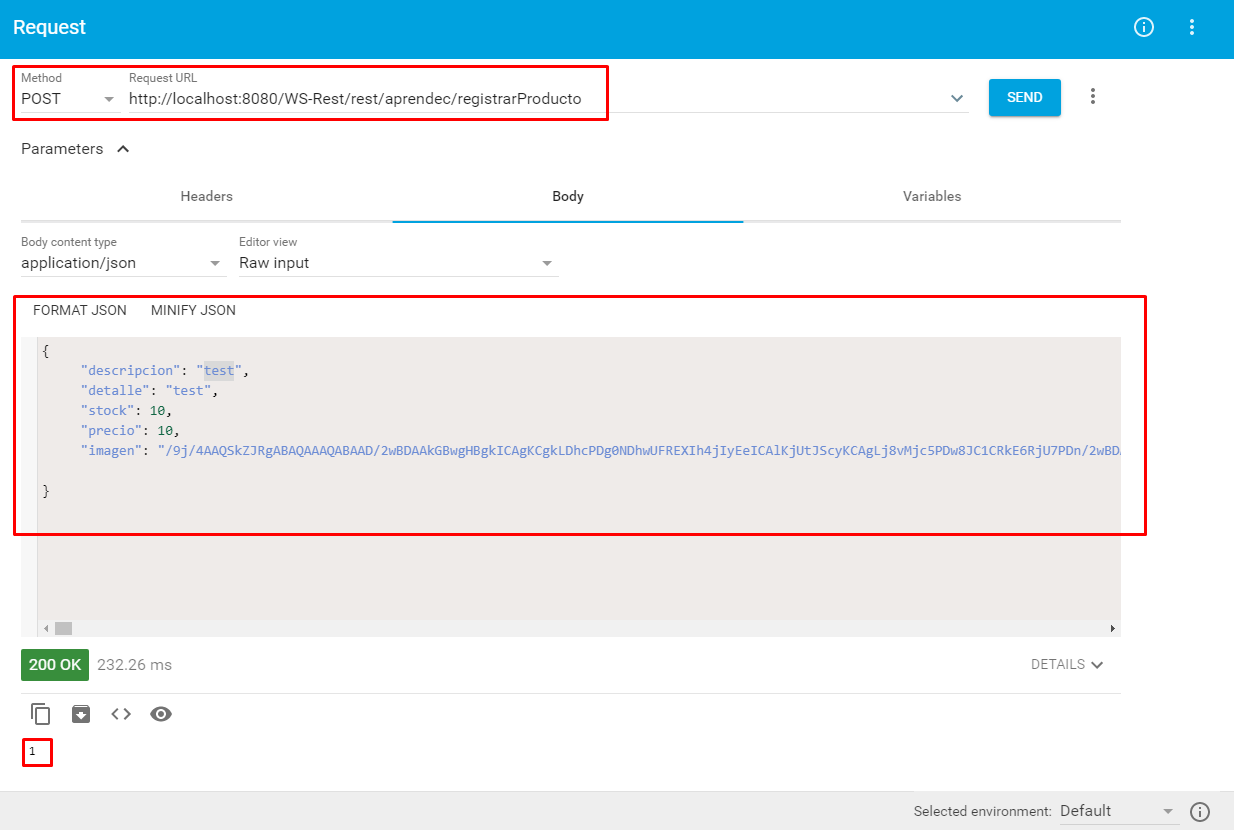 Request
Method
Request URL
POST
http://localhost:8080/WS-Rest/rest/aprendec/registrarProducto
SEND
Parameters
Headers
Body
Variables
Body content type
Editor view
application/json
Raw input
FORMAT JSON
MINIFY JSON
{
"descripcion": "test",
"detalle": "test",
"stock": 10,
"precio": 10,
"imagen": "/9j/4AAQSkZJRgABAQAAAQABAAD/2wBDAAkGBwgHBgkICAgKCgkLDhcPDg0NDhwUFREXIh4jIyEeICAlKjUtJScyKCAgLj8vMjc5PDw8JC1CRkE6RjU7PDn/2wBD
}
200 OK
232.26 ms
DETAILS
1
Selected environment:
Default